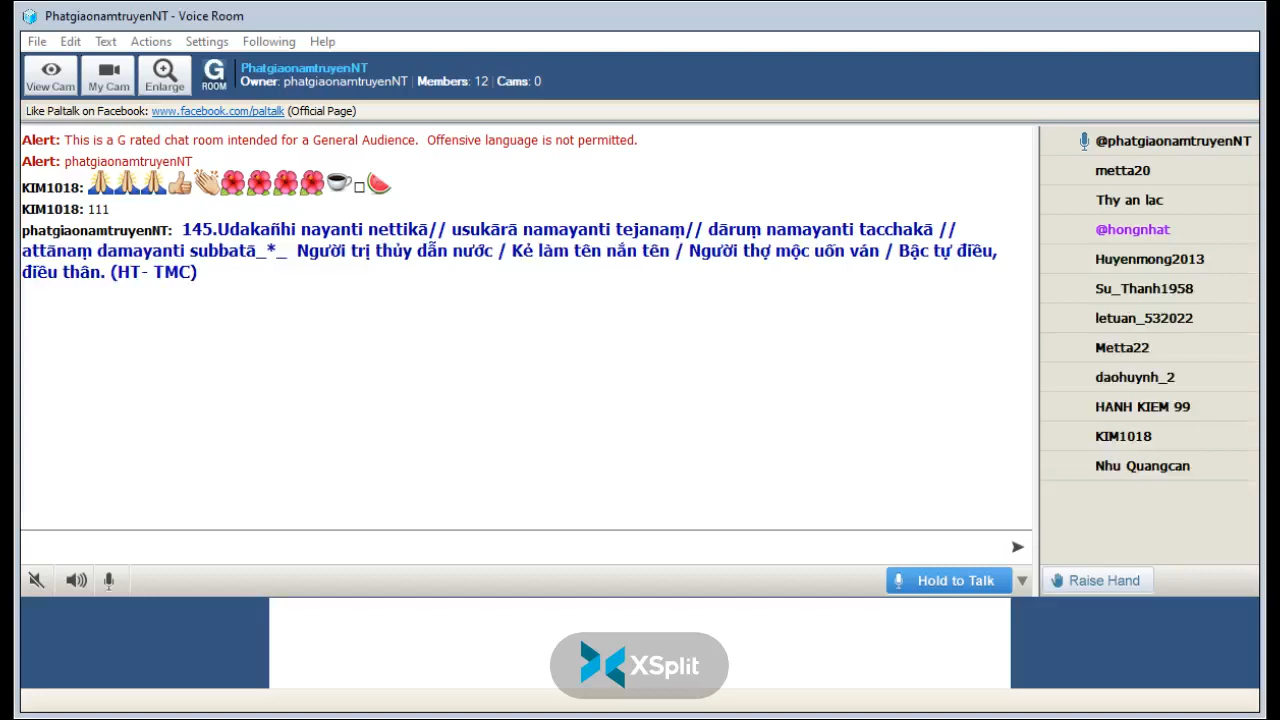 PhatgiaonamtruyenNT - Voice Room
File Edit Text Actions Settings Following Help
View Cam My Cam Enlarge G ROOM
PhatgiaonamtruyenNT
Owner: phatgiaonamtruyenNT | Members: 12 | Cams: 0
Like Paltalk on Facebook: www.facebook.com/paltalk (Official Page)
Alert: This is a G rated chat room intended for a General Audience. Offensive language is not permitted.
Alert: phatgiaonamtruyenNT
KIM1018:
KIM1018: 111
phatgiaonamtruyenNT: 145.Udakañhi nayanti nettikā// usukārā namayanti tejanaṃ// dāruṃ namayanti tacchakā //
attānaṃ damayanti subbatā_*_ Người trị thủy dẫn nước / Kẻ làm tên nắn tên / Người thợ mộc uốn ván / Bậc tự điều,
điều thân. (HT- TMC)
@phatgiaonamtruyenNT
metta20
Thy an lac
@hongnhat
Huyenmong2013
Su_Thanh1958
letuan_532022
Metta22
daohuynh_2
HANH KIEM 99
KIM1018
Nhu Quangcan
Hold to Talk
Raise Hand
XSplit